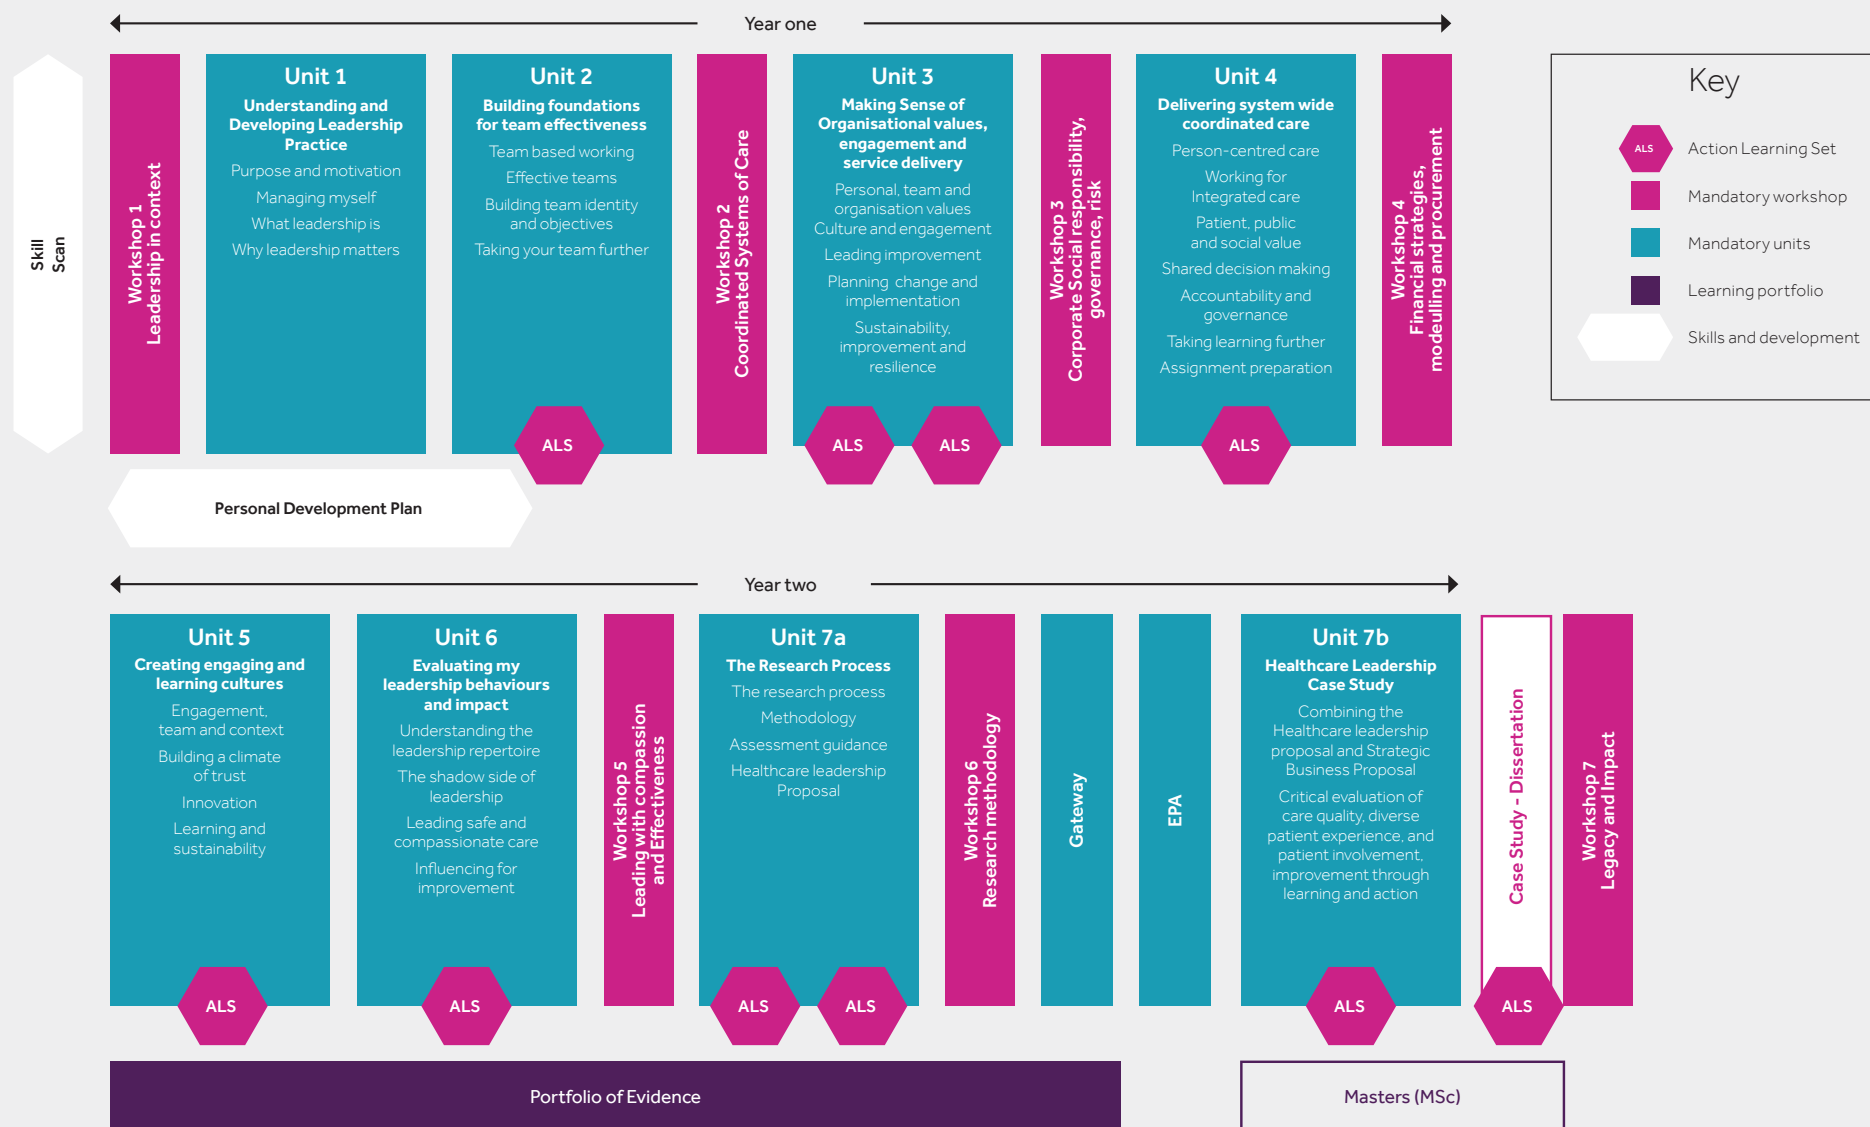 Year one
Skill
Scan
Workshop 1
Leadership in context
Unit 1
Understanding and
Developing Leadership
Practice
Purpose and motivation
Managing myself
What leadership is
Why leadership matters
Unit 2
Building foundations
for team effectiveness
Team based working
Effective teams
Building team identity
and objectives
Taking your team further
ALS
Workshop 2
Coordinated Systems of Care
Unit 3
Making Sense of
Organisational values,
engagement and
service delivery
Personal, team and
organisation values
Culture and engagement
Leading improvement
Planning change and
implementation
Sustainability,
improvement and
resilience
ALS
ALS
Workshop 3
Corporate Social responsibility,
governance, risk
Unit 4
Delivering system wide
coordinated care
Person-centred care
Working for
Integrated care
Patient, public
and social value
Shared decision making
Accountability and
governance
Taking learning further
Assignment preparation
ALS
Workshop 4
Financial strategies,
modeulling and procurement
Key
ALS
Action Learning Set
Mandatory workshop
Mandatory units
Learning portfolio
Skills and development
Personal Development Plan
Year two
Unit 5
Creating engaging and
learning cultures
Engagement,
team and context
Building a climate
of trust
Innovation
Learning and
sustainability
ALS
Unit 6
Evaluating my
leadership behaviours
and impact
Understanding the
leadership repertoire
The shadow side of
leadership
Leading safe and
compassionate care
Influencing for
improvement
ALS
Workshop 5
Leading with compassion
and Effectiveness
Unit 7a
The Research Process
The research process
Methodology
Assessment guidance
Healthcare leadership
Proposal
ALS
ALS
Workshop 6
Research methodology
Gateway
EPA
Unit 7b
Healthcare Leadership
Case Study
Combining the
Healthcare leadership
proposal and Strategic
Business Proposal
Critical evaluation of
care quality, diverse
patient experience, and
patient involvement,
improvement through
learning and action
ALS
Case Study - Dissertation
ALS
Workshop 7
Legacy and Impact
Portfolio of Evidence
Masters (MSc)